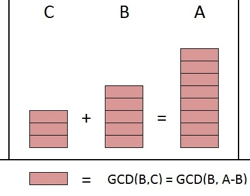 C B A
+ =
= GCD(B,C) = GCD(B, A-B)